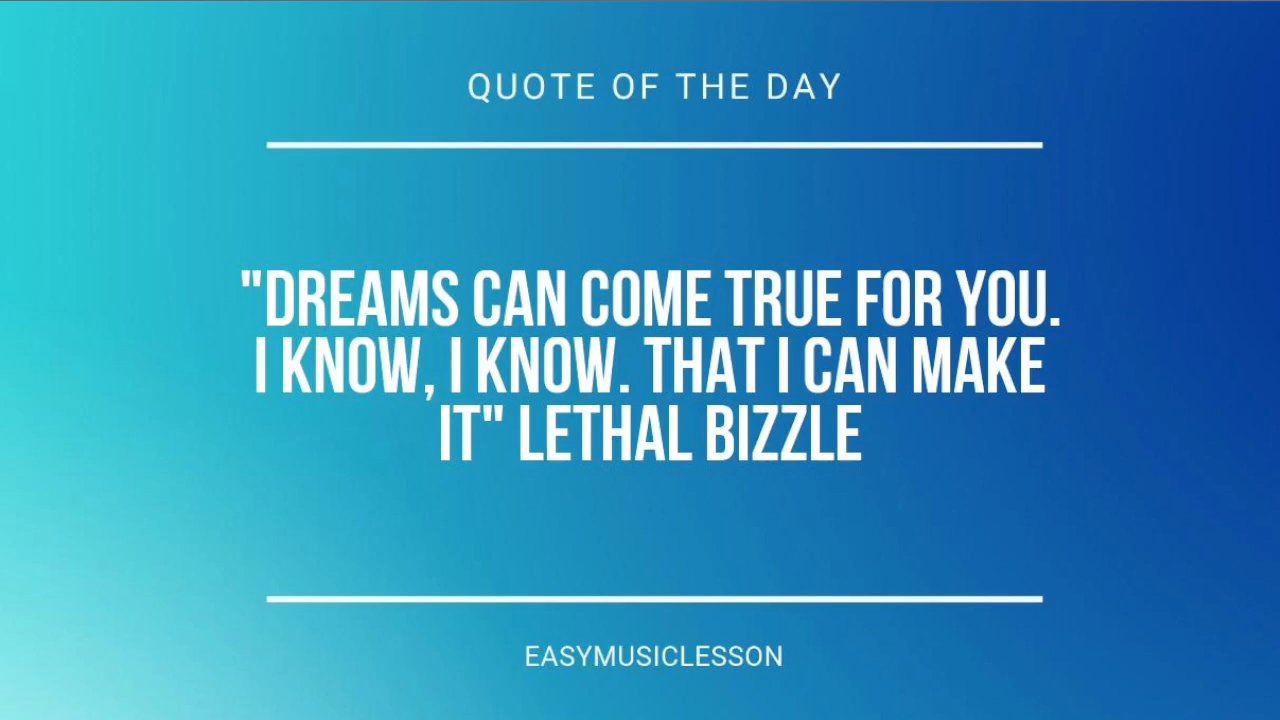 QUOTE OF THE DAY
"DREAMS CAN COME TRUE FOR YOU.
I KNOW, I KNOW. THAT I CAN MAKE
IT" LETHAL BIZZLE
EASYMUSICLESSON